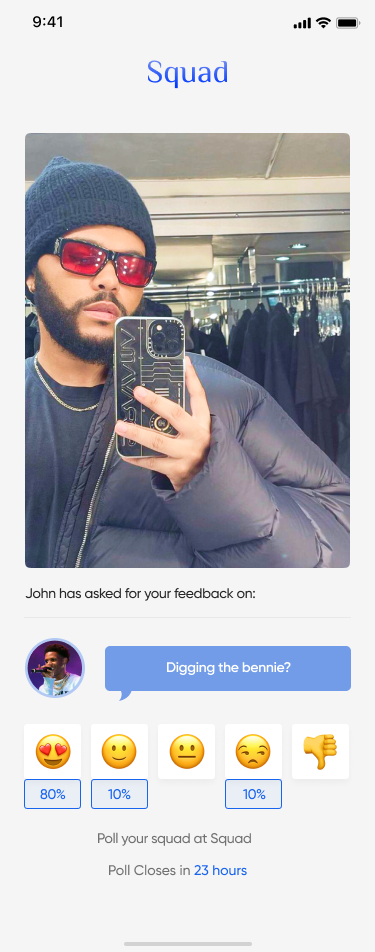 9:41
Squad
John has asked for your feedback on:
Digging the bennie?
80%
10%
10%
Poll your squad at Squad
Poll Closes in 23 hours